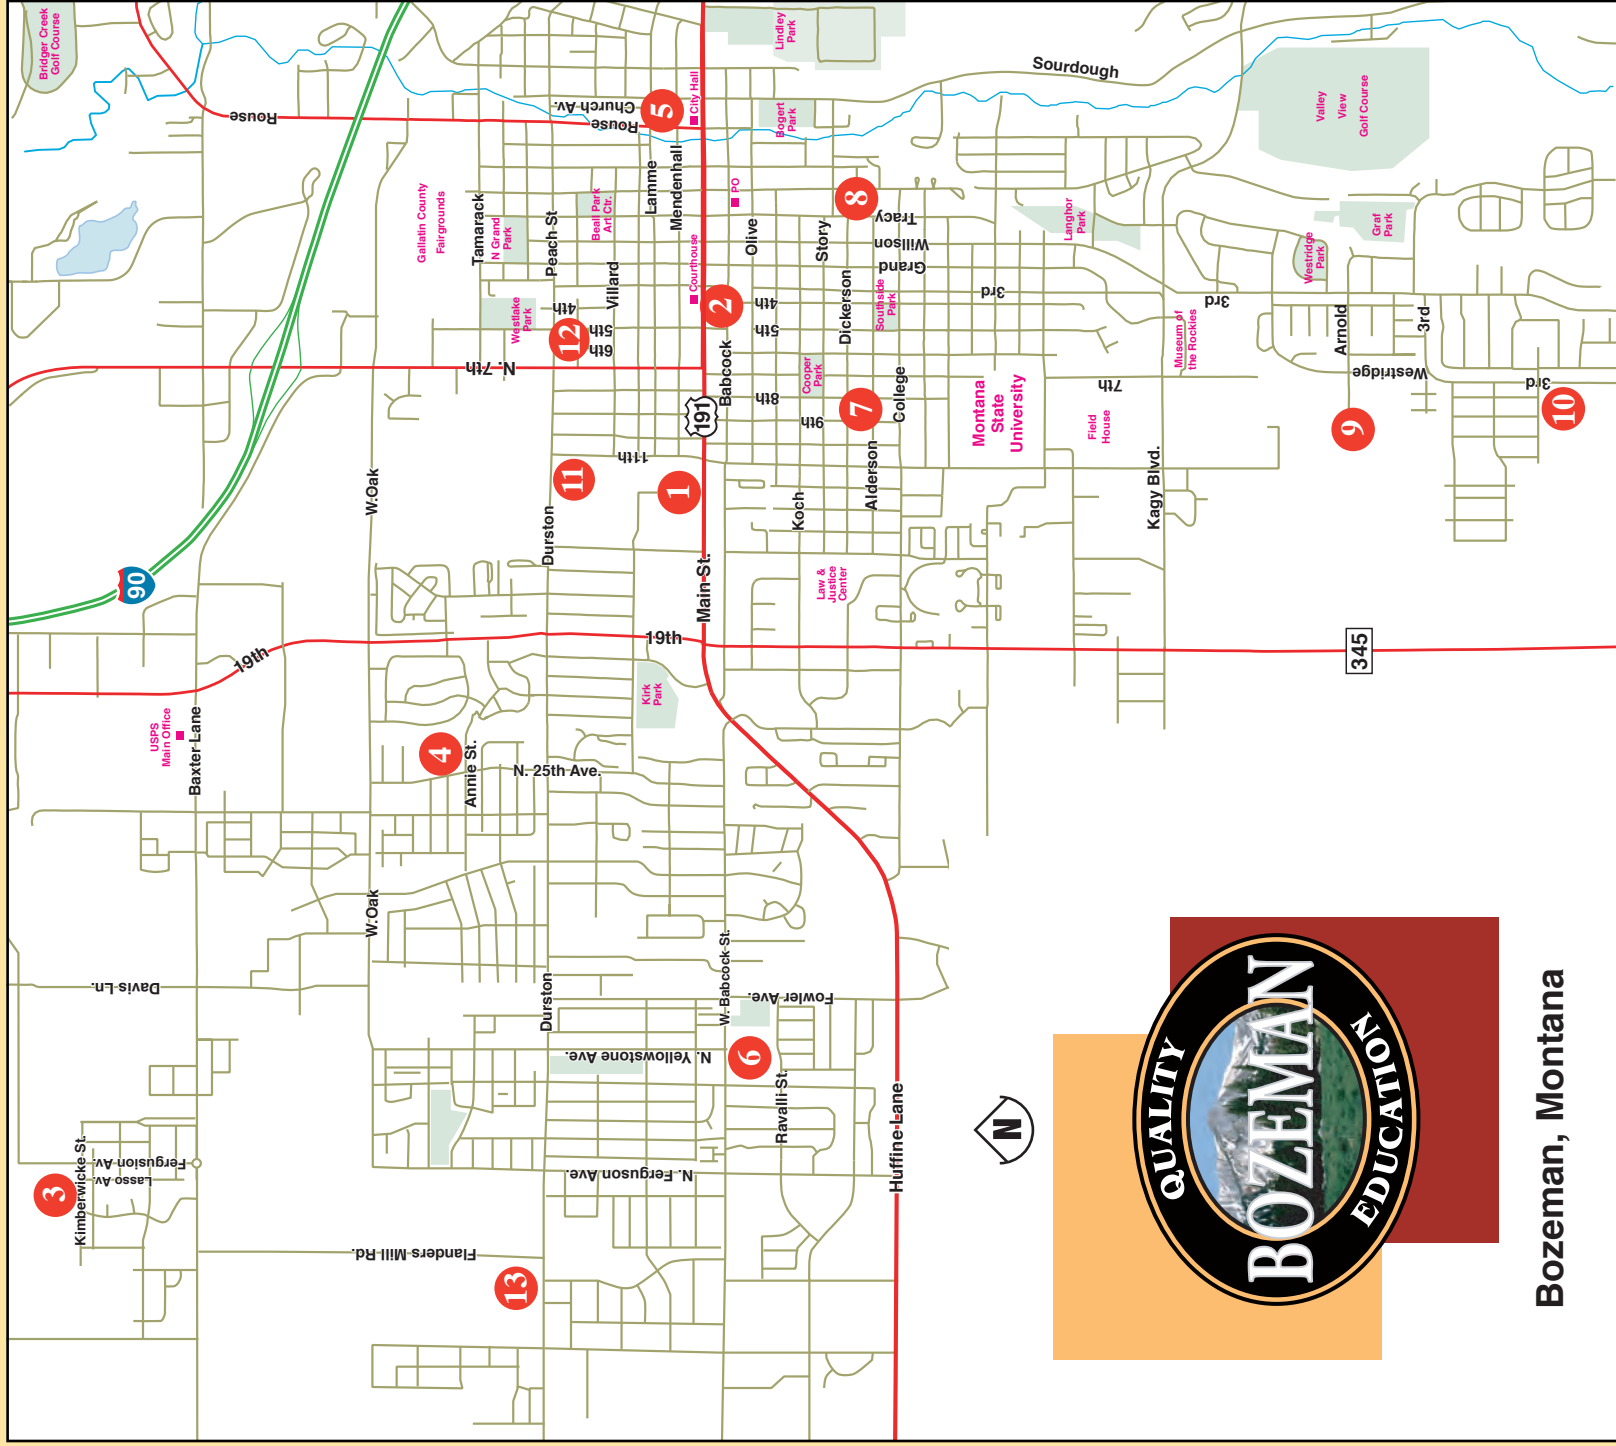 Bridger Creek
Golf Course
Rouse
Rouse
Church Av.
5
City Hall
Lindley
Park
Bogert
Park
Sourdough
Valley
View
Golf Course
Gallatin County
Fairgrounds
Tamarack
N Grand
Park
Peach St
Beall Park
Art Ctr.
Lamme
Mendenhall
PO
Olive
Story
8
Tracy
Willson
Grand
Langhor
Park
Graf
Park
Westridge
Park
Westlake
Park
4th
5th
6th
12
Villard
Courthouse
2
4th
5th
Dickerson
Southside
Park
3rd
3rd
Museum of
the Rockies
Arnold
3rd
N. 7th
191
Babcock
8th
Cooper
Park
9th
7
College
Montana
State
University
7th
Field
House
Westridge
3rd
9
10
90
W.Oak
Durston
11
11th
1
Main St.
Koch
Alderson
Kagy Blvd.
Law &
Justice
Center
19th
19th
345
USPS
Main Office
Baxter Lane
4
Annie St.
N. 25th Ave.
Kirk
Park
W.Oak
Davis Ln.
Durston
W. Babcock St.
Fowler Ave.
N. Yellowstone Ave.
6
Ravalli St.
Huffine Lane
N
3
Kimberwicke St.
Fergusion Av.
Lasso Av.
N. Ferguson Ave.
Flanders Mill Rd.
13
QUALITY
BOZEMAN
EDUCATION
Bozeman, Montana